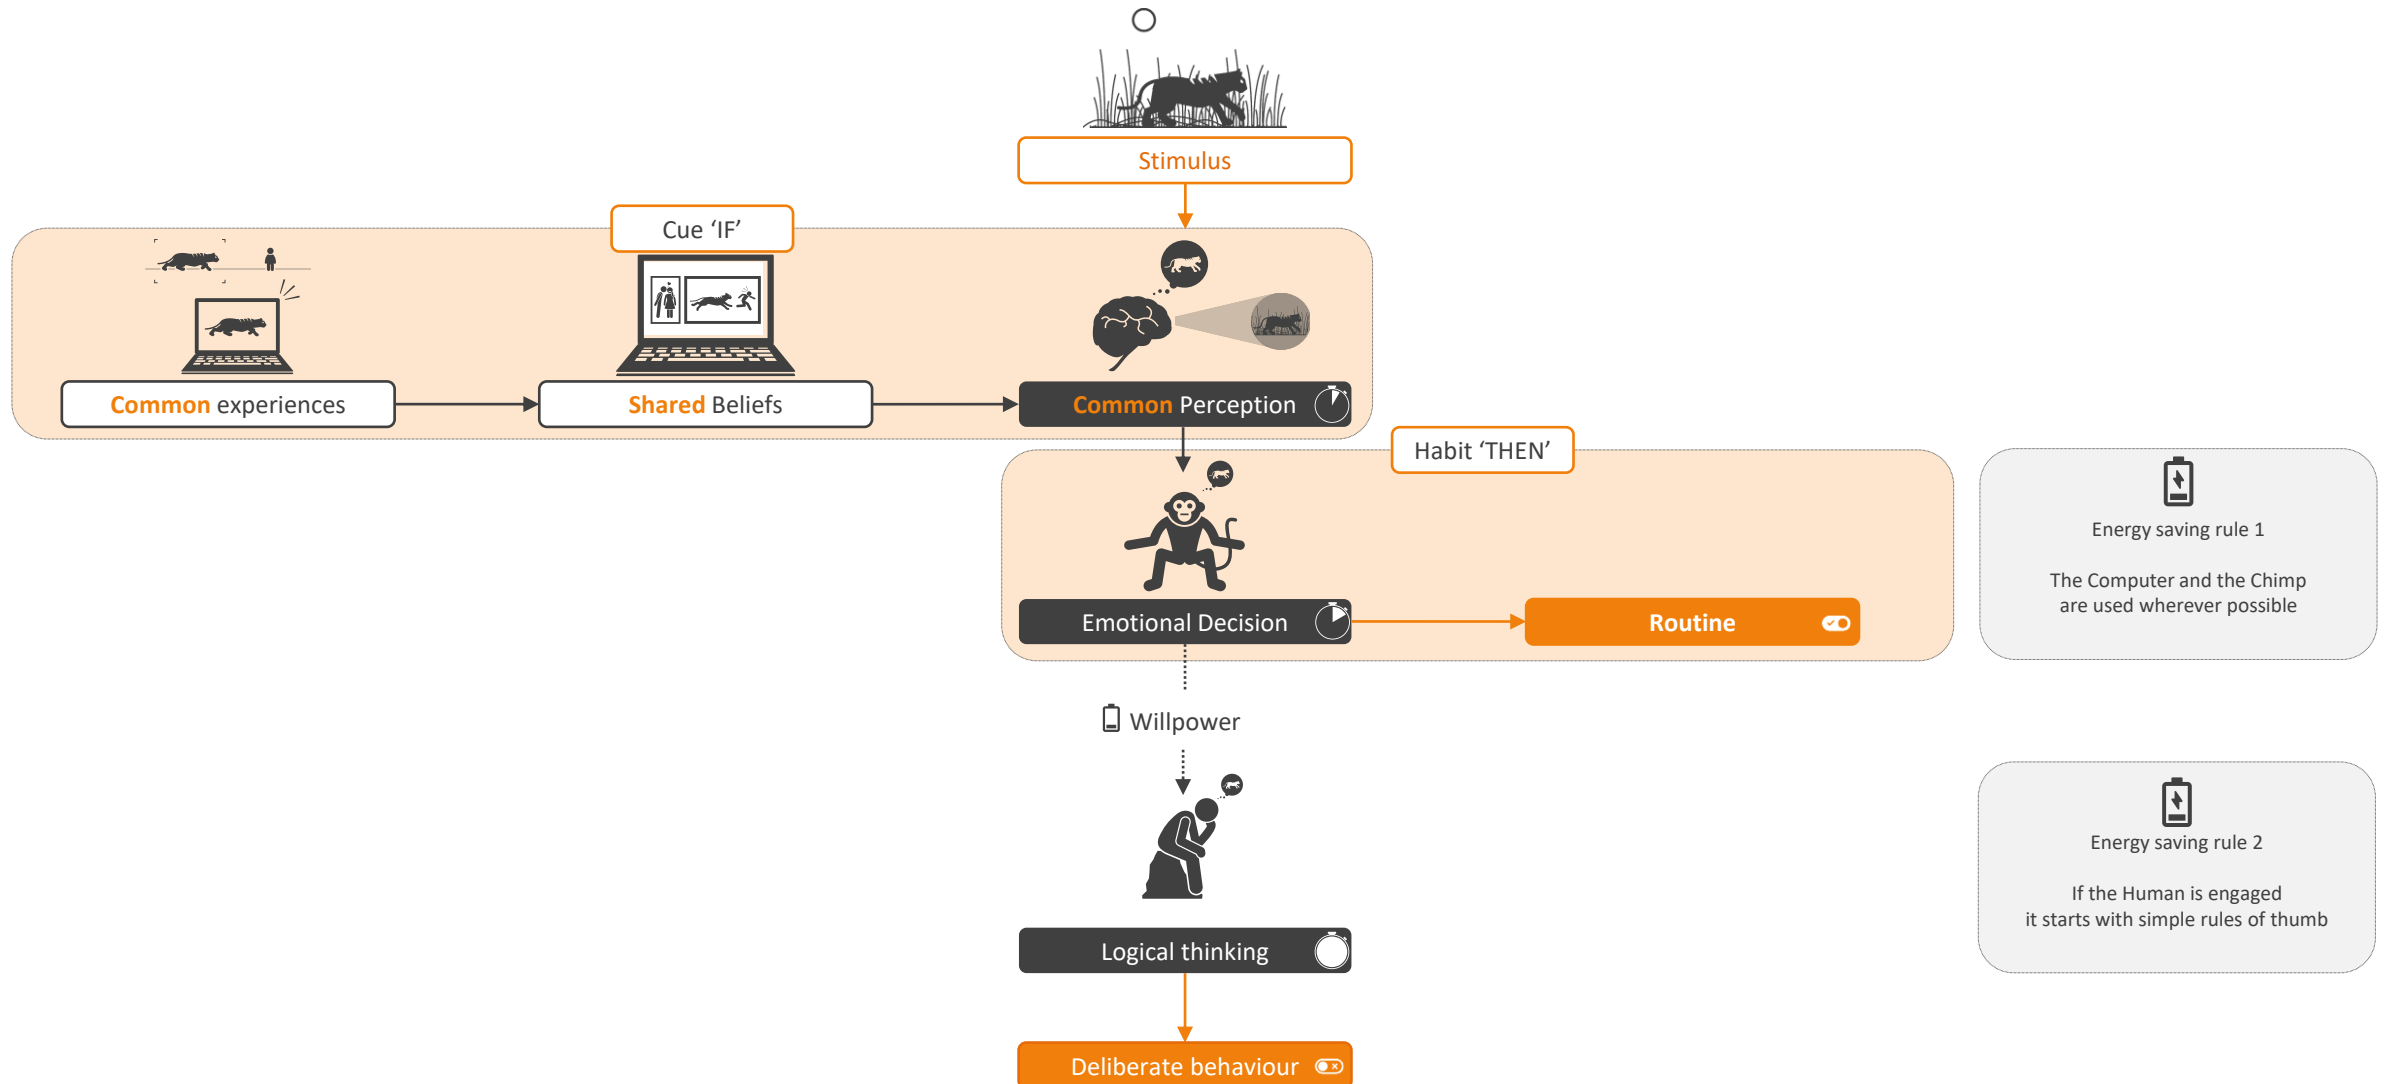 Stimulus
Cue ‘IF’
Common experiences
Shared Beliefs
Common Perception
Habit ‘THEN’
Emotional Decision
Routine
Energy saving rule 1
The Computer and the Chimp
are used wherever possible
Willpower
Logical thinking
Deliberate behaviour
Energy saving rule 2
If the Human is engaged
it starts with simple rules of thumb